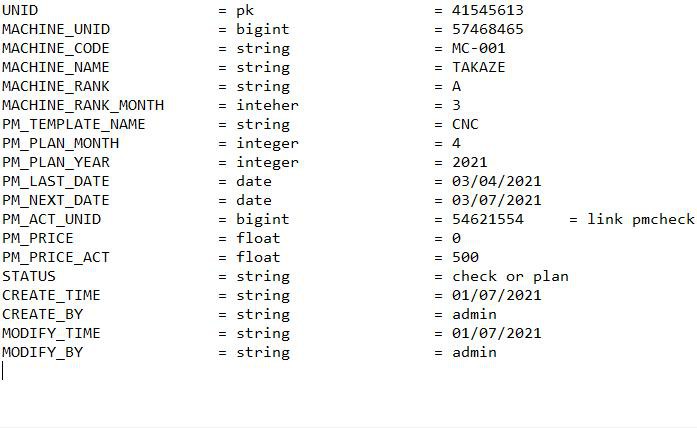 UNID = pk = 41545613
MACHINE_UNID = bigint = 57468465
MACHINE_CODE = string = MC-001
MACHINE_NAME = string = TAKAZE
MACHINE_RANK = string = A
MACHINE_RANK_MONTH = inteher = 3
PM_TEMPLATE_NAME = string = CNC
PM_PLAN_MONTH = integer = 4
PM_PLAN_YEAR = integer = 2021
PM_LAST_DATE = date = 03/04/2021
PM_NEXT_DATE = date = 03/07/2021
PM_ACT_UNID = bigint = 54621554 = link pmcheck
PM_PRICE = float = 0
PM_PRICE_ACT = float = 500
STATUS = string = check or plan
CREATE_TIME = string = 01/07/2021
CREATE_BY = string = admin
MODIFY_TIME = string = 01/07/2021
MODIFY_BY = string = admin